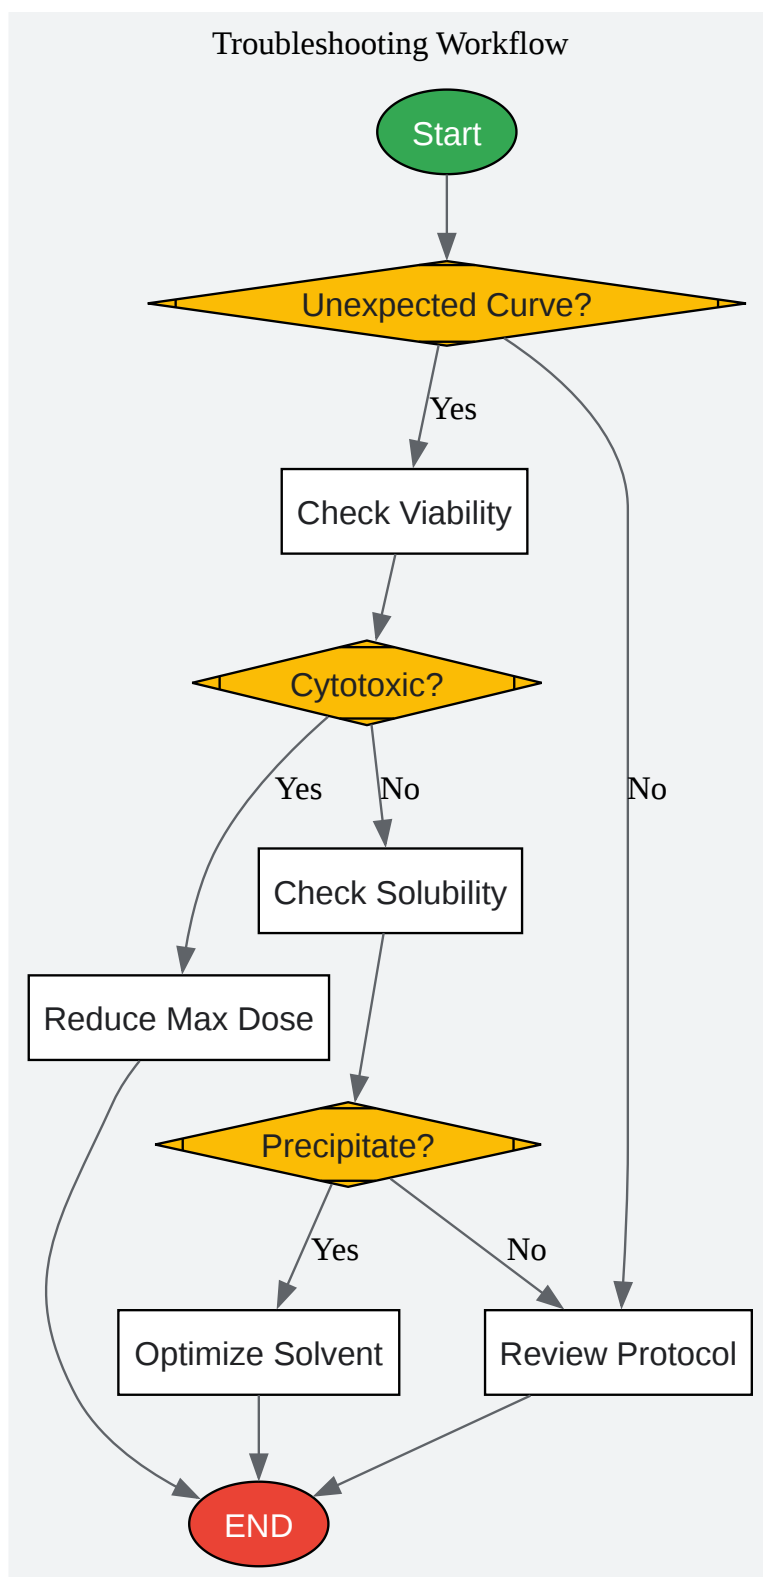 Troubleshooting Workflow
Start
Unexpected Curve?
Yes
Check Viability
Cytotoxic?
Yes
No
No
Check Solubility
Reduce Max Dose
Precipitate?
Yes
No
Optimize Solvent
Review Protocol
END